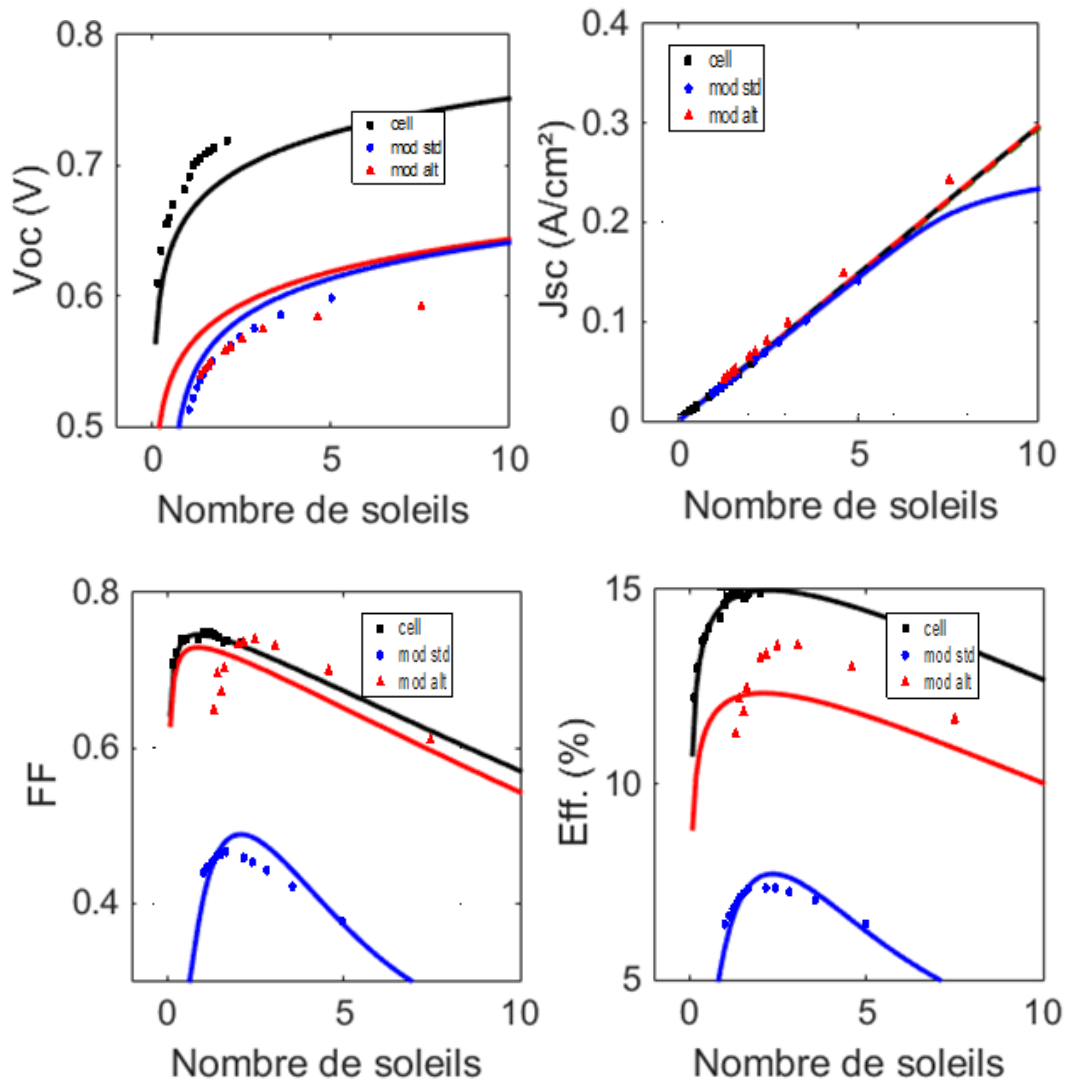 0.8
0.7
0.6
0.5
Voc (V)
cell
mod std
mod alt
0
5
10
Nombre de soleils
0.4
0.3
0.2
0.1
0
Jsc (A/cm²)
cell
mod std
mod alt
0
5
10
Nombre de soleils
0.8
0.6
0.4
FF
cell
mod std
mod alt
0
5
10
Nombre de soleils
15
10
5
Eff. (%)
cell
mod std
mod alt
0
5
10
Nombre de soleils